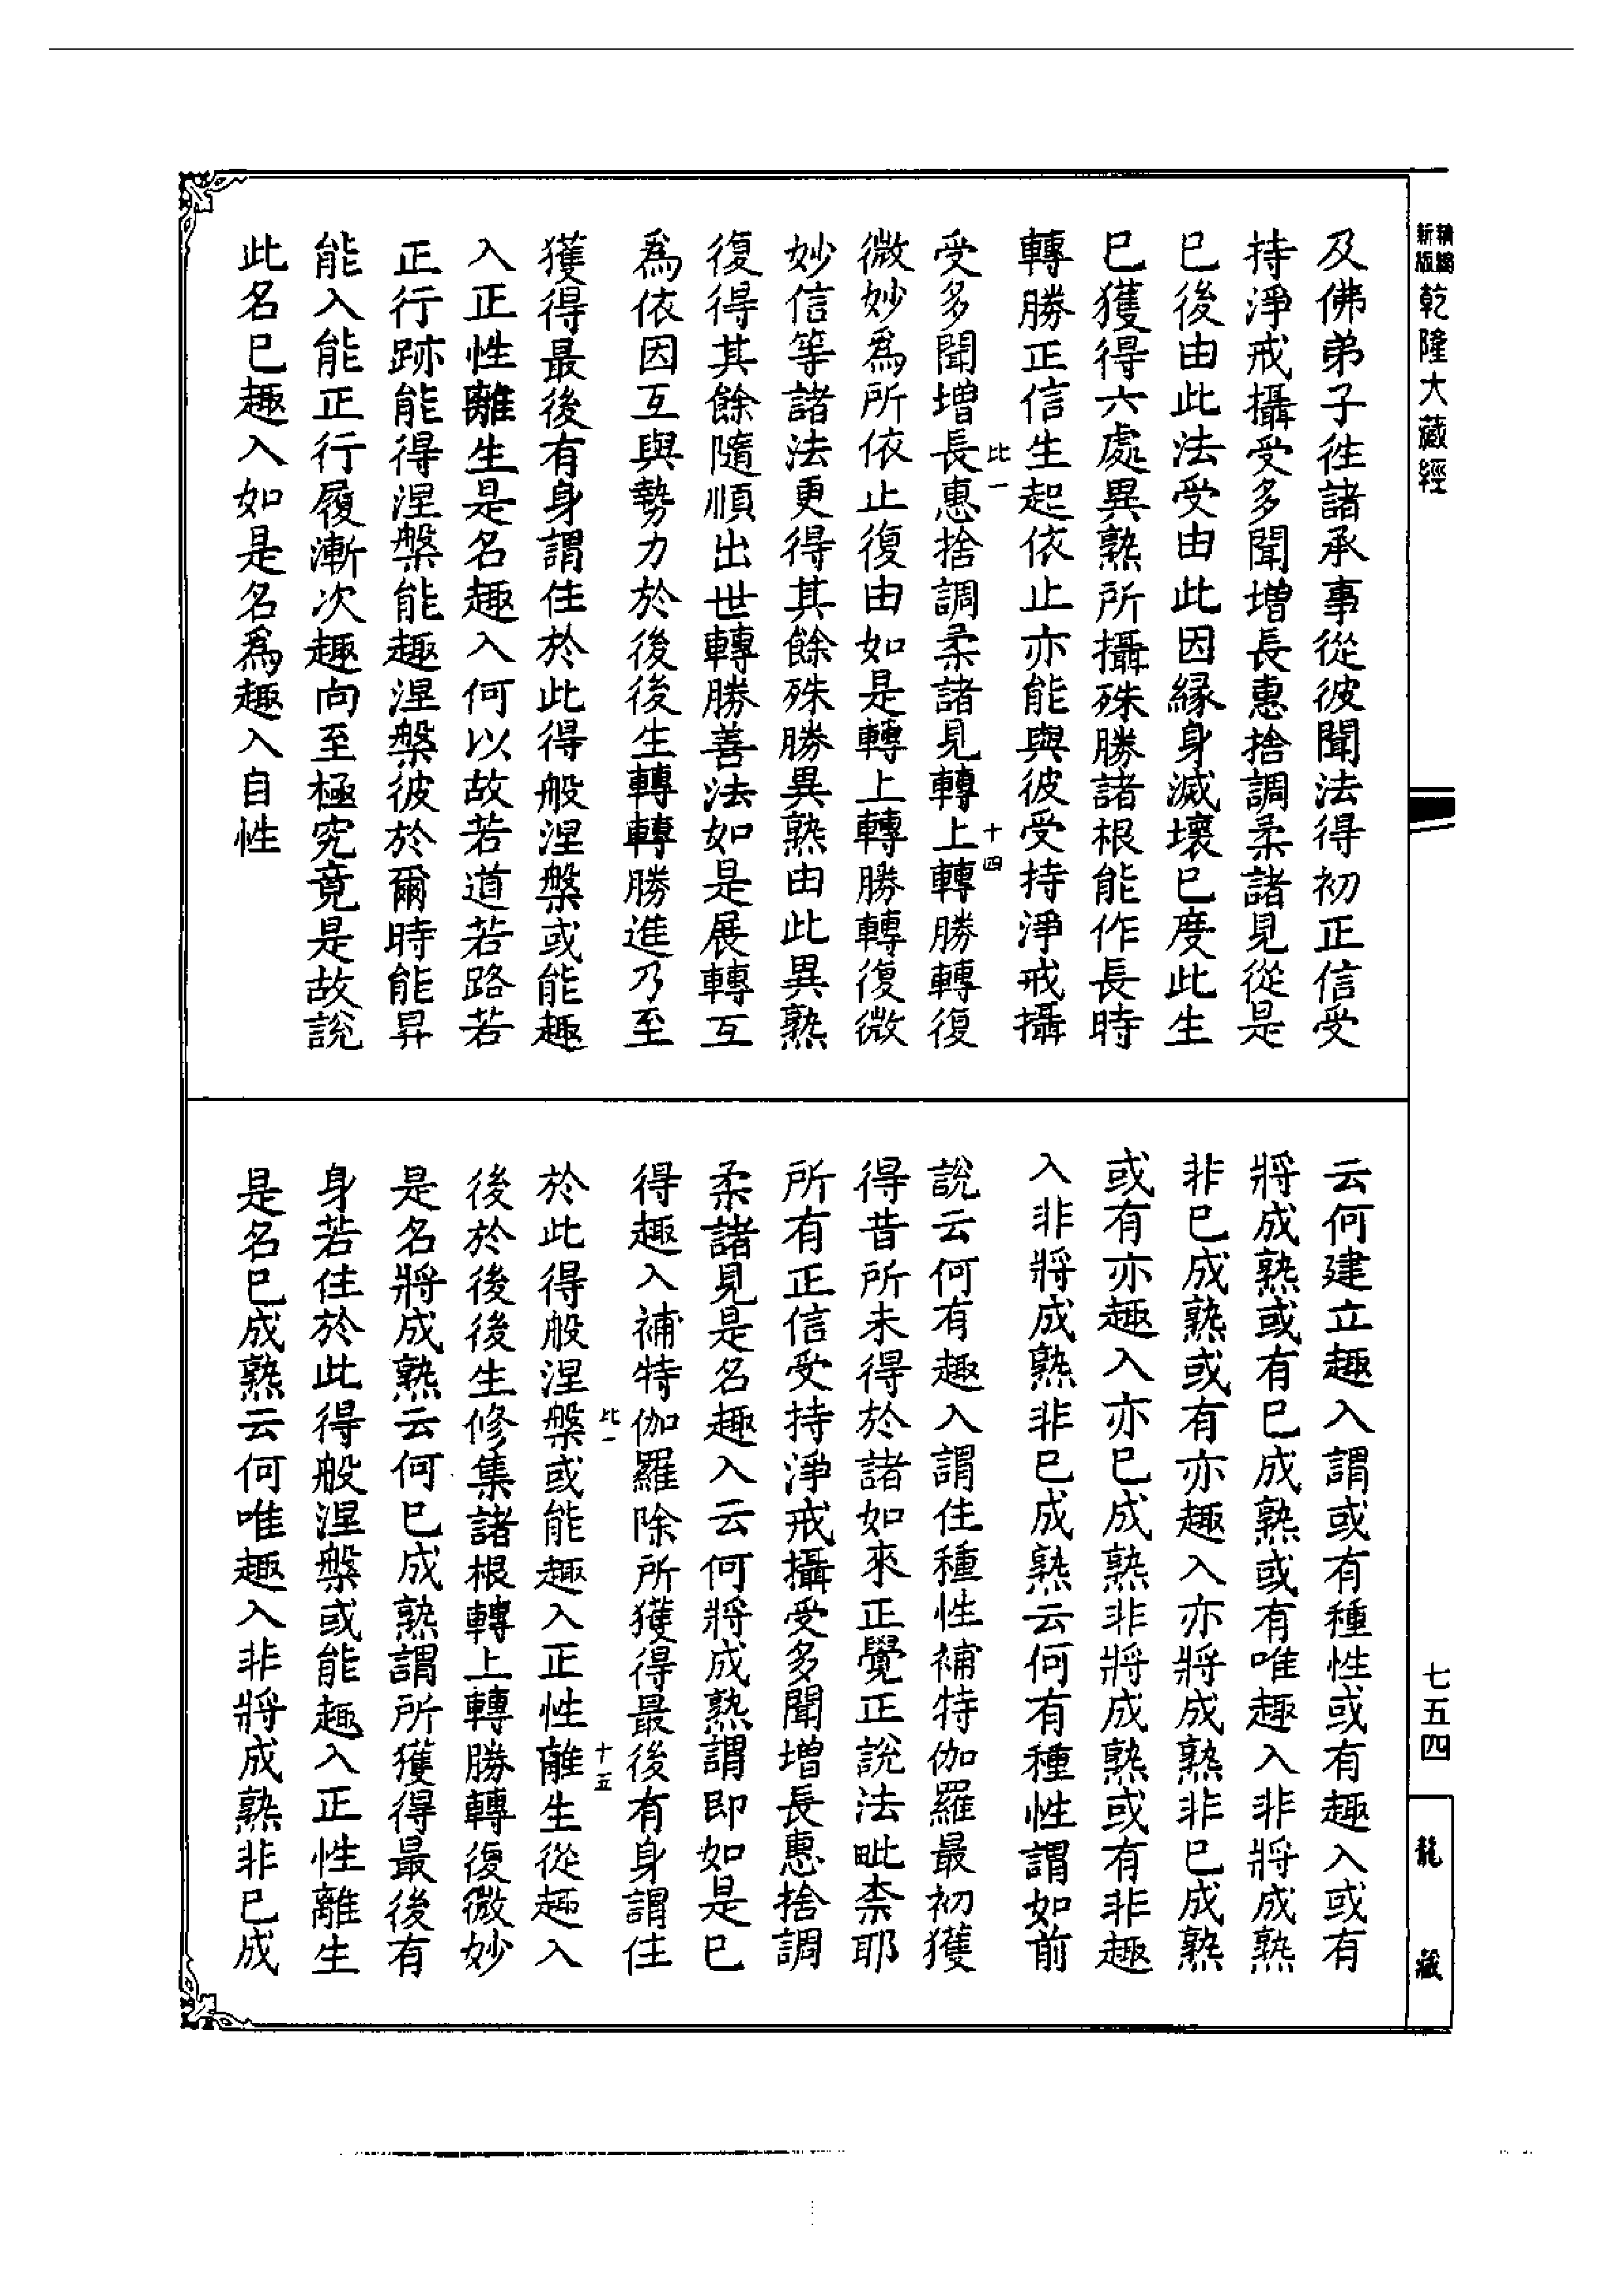 乾隆大藏經
及佛弟子徃諸承事從彼聞法得初正信受
持淨戒攝受多聞增長惠捨調柔諸見從是
已後由此法受由此因緣身滅壞已度此生
已獲得六處異熟所攝殊勝諸根能作長時
轉勝正信生起依止亦能與彼受持淨戒攝
比一
十四
受多聞增長惠捨調柔諸見轉上轉勝轉復
微妙爲所依止復由如是轉上轉勝轉復微
妙信等諸法更得其餘殊勝異熟由此異熟
復得其餘隨順出世轉勝善法如是展轉互
爲依因互與勢力於後後生轉轉勝進乃至
獲得最後有身謂住於此得般涅槃或能趣
入正性離生是名趣入何以故若道若路若
正行跡能得涅槃能趣涅槃彼於爾時能昇
能入能正行履漸次趣向至極究竟是故說
此名已趣入如是名爲趣入自性
云何建立趣入謂或有種性或有趣入或有
將成熟或有已成熟或有唯趣入非將成熟
非已成熟或有亦趣入亦將成熟非已成熟
或有亦趣入亦已成熟非將成熟或有非趣
入非將成熟非已成熟云何有種性謂如前
說云何有趣入謂住種性補特伽羅最初獲
得昔所未得於諸如來正覺正說法毗柰耶
所有正信受持淨戒攝受多聞增長惠捨調
柔諸見是名趣入云何將成熟謂即如是已
得趣入補特伽羅除所獲得最後有身謂住
比一
十五
於此得般涅槃或能趣入正性離生從趣入
後於後後生修集諸根轉上轉勝轉復微妙
是名將成熟云何已成熟謂所獲得最後有
身若住於此得般涅槃或能趣入正性離生
是名已成熟云何唯趣入非將成熟非已成
七五四
龍藏